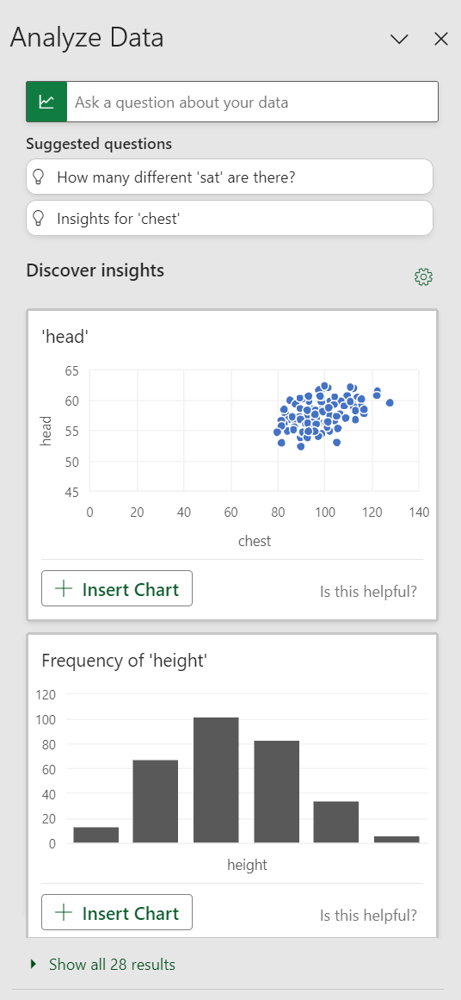 Analyze Data
Ask a question about your data
Suggested questions
How many different 'sat' are there?
Insights for 'chest'
Discover insights
'head'
65
60
55
50
45
head
0 20 40 60 80 100 120 140
chest
Insert Chart Is this helpful?
Frequency of 'height'
120
100
80
60
40
20
0
height
Insert Chart Is this helpful?
Show all 28 results